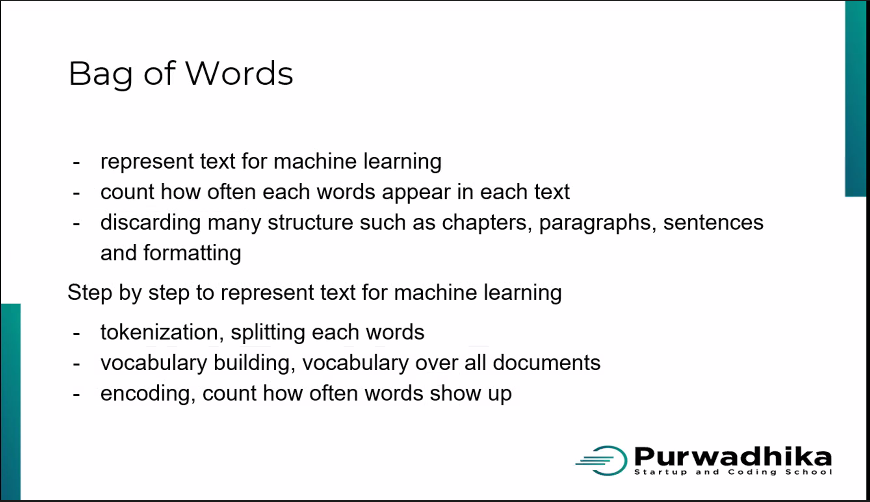 Bag of Words
- represent text for machine learning
- count how often each words appear in each text
- discarding many structure such as chapters, paragraphs, sentences
and formatting
Step by step to represent text for machine learning
- tokenization, splitting each words
- vocabulary building, vocabulary over all documents
- encoding, count how often words show up
Purwadhika
Startup and Coding School